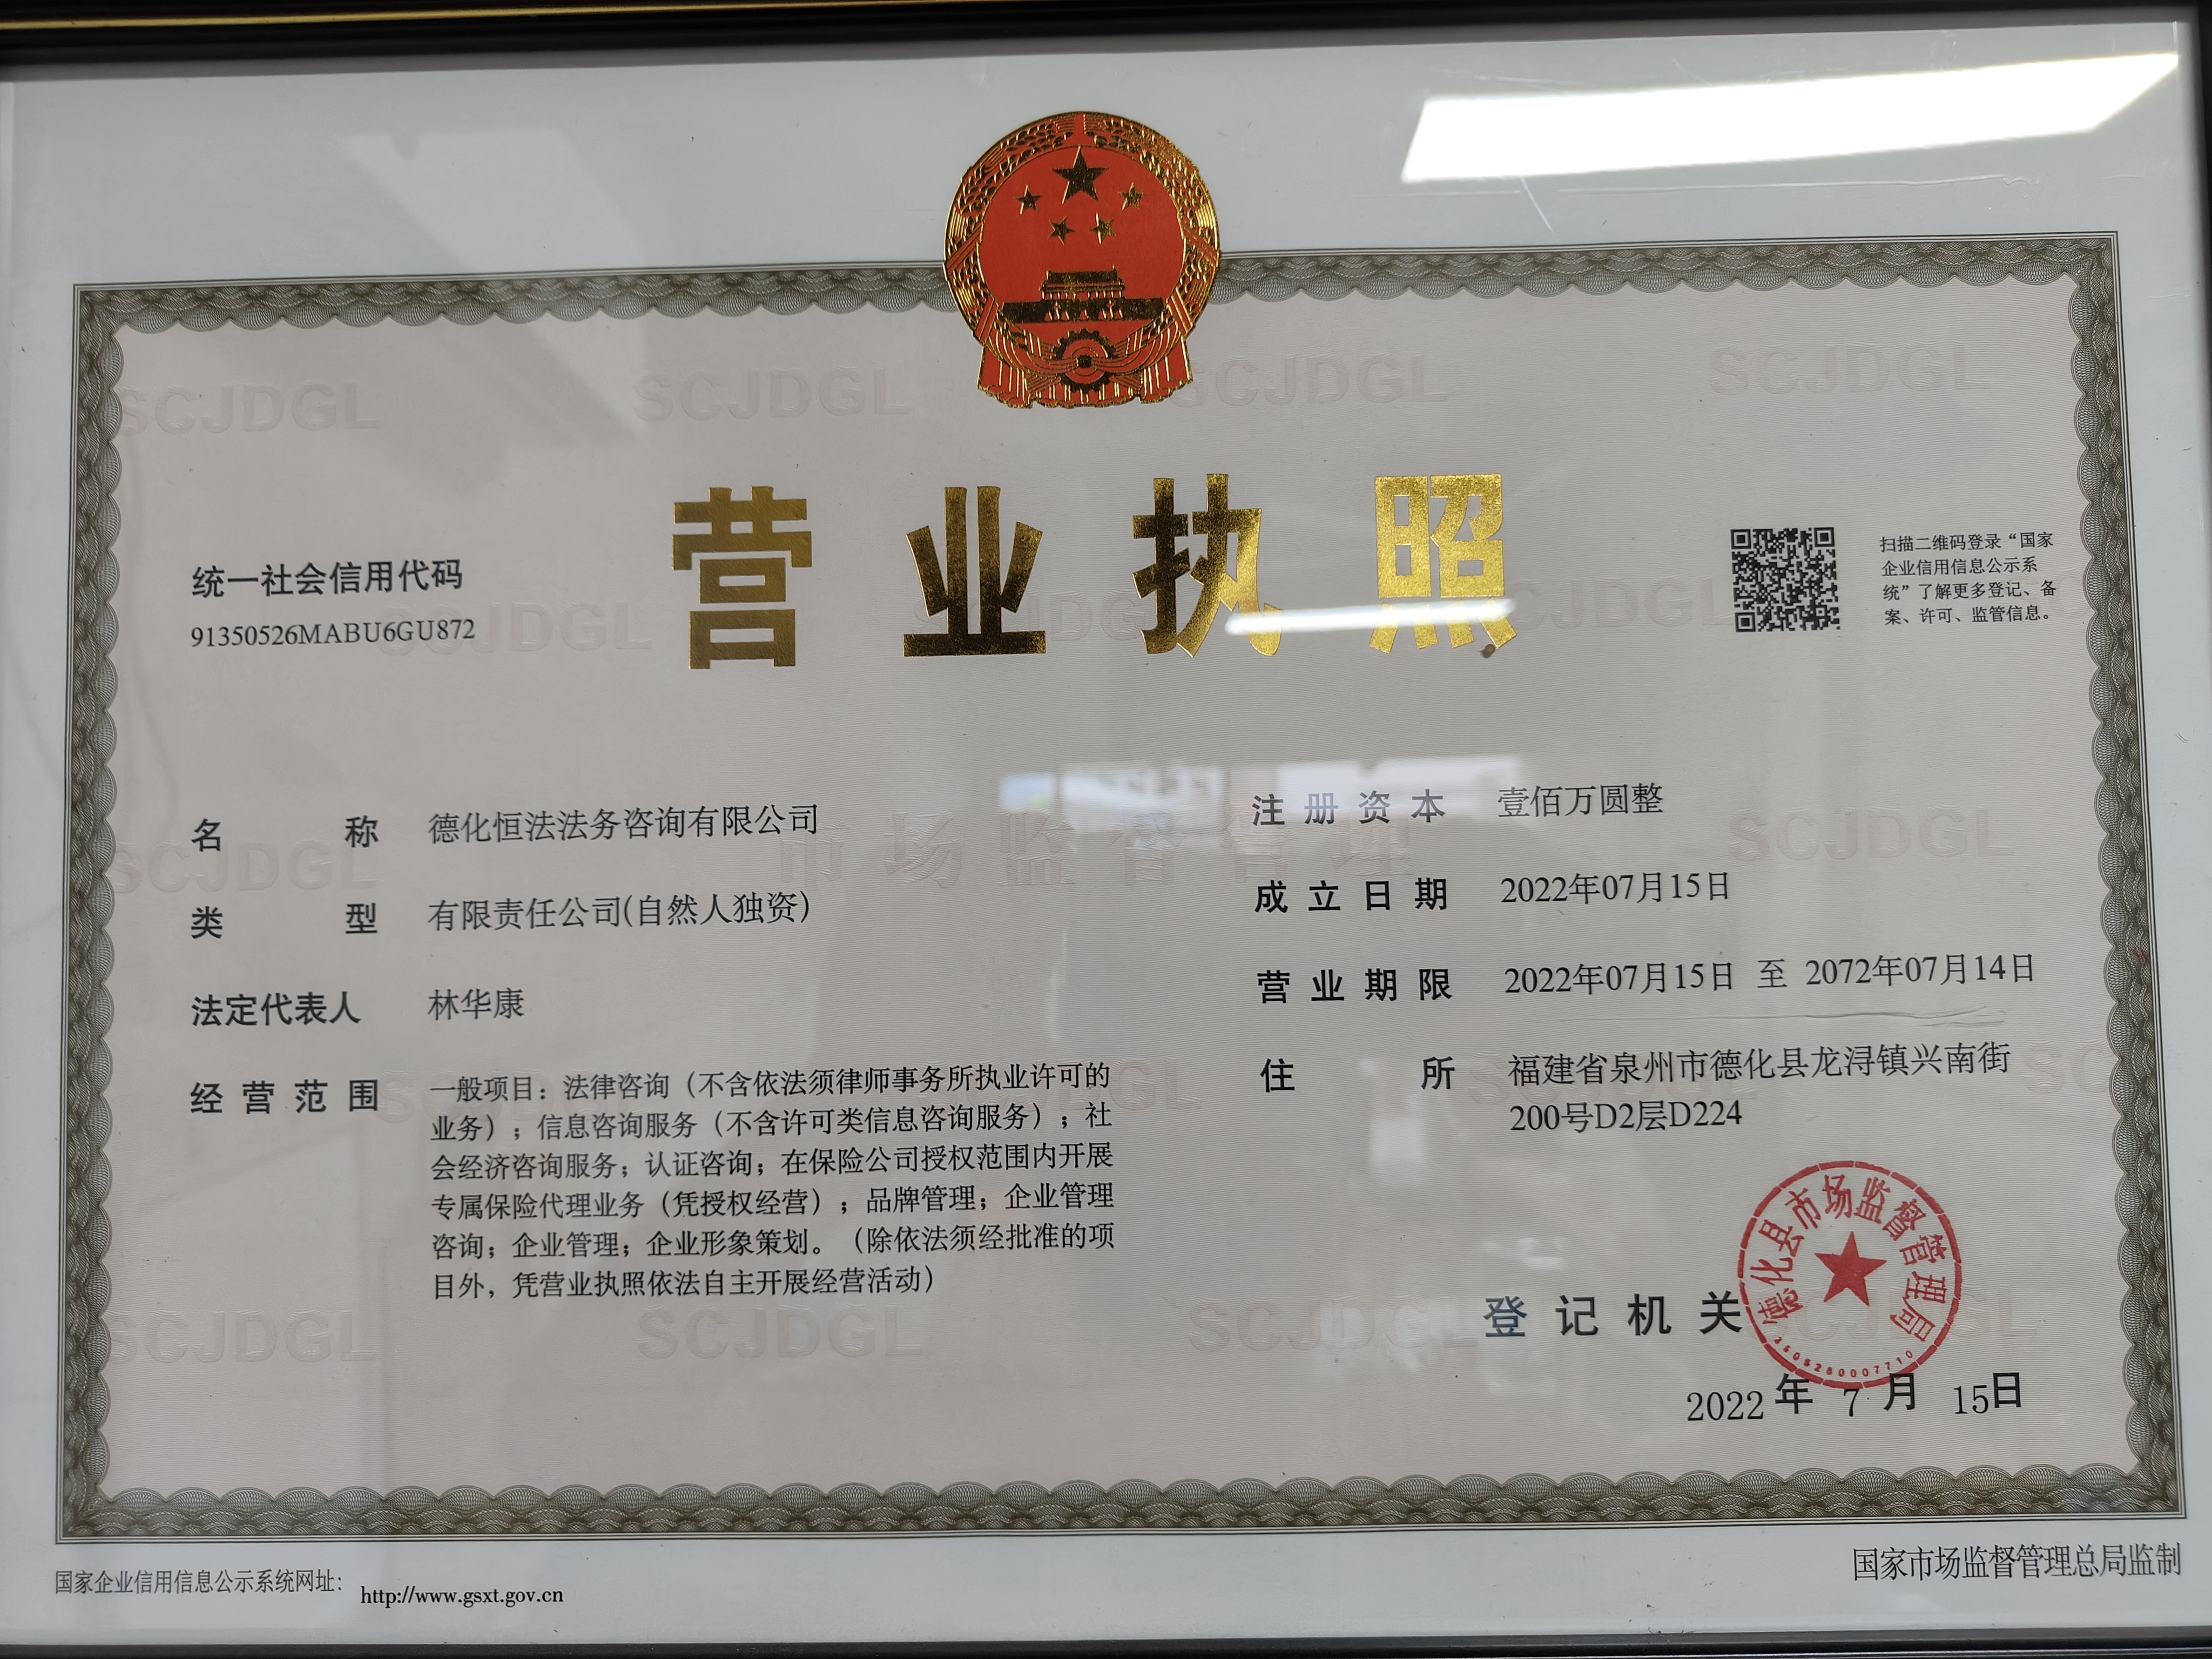 营业执照
统一社会信用代码
91350526MABU6GU872
扫描二维码登录“国家
企业信用信息公示系
统”了解更多登记、备
案、许可、监管信息。
名称 德化恒法法务咨询有限公司
类型 有限责任公司(自然人独资)
法定代表人 林华康
经营范围 一般项目：法律咨询（不含依法须律师事务所执业许可的
业务）；信息咨询服务（不含许可类信息咨询服务）；社
会经济咨询服务；认证咨询；在保险公司授权范围内开展
专属保险代理业务（凭授权经营）；品牌管理；企业管理
咨询；企业管理；企业形象策划。（除依法须经批准的项
目外，凭营业执照依法自主开展经营活动）
注册资本 壹佰万圆整
成立日期 2022年07月15日
营业期限 2022年07月15日 至 2072年07月14日
住所 福建省泉州市德化县龙浔镇兴南街
200号D2层D224
登记机关
德化县市场监督管理局
2022年7月15日
国家企业信用信息公示系统网址： http://www.gsxt.gov.cn
国家市场监督管理总局监制
SCJDGL
市场监督管理